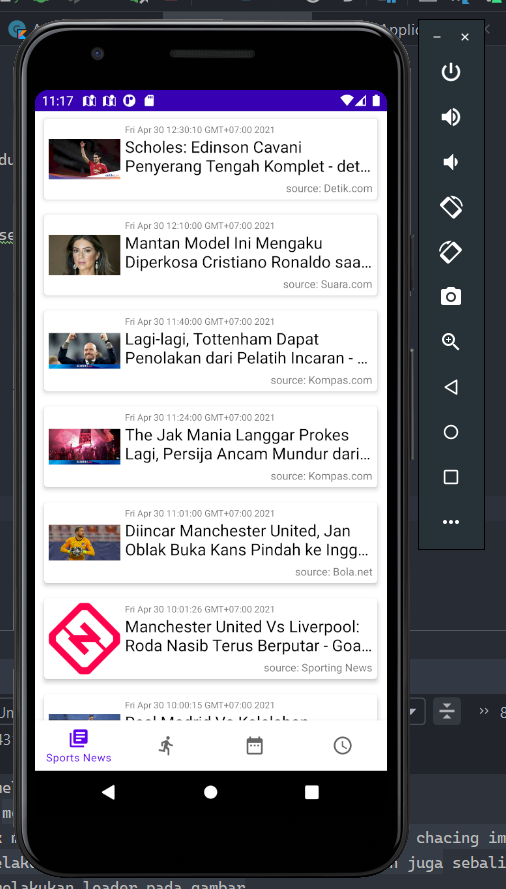 Applic
11:17
Fri Apr 30 12:30:10 GMT+07:00 2021
Scholes: Edinson Cavani
Penyerang Tengah Komplet - det...
source: Detik.com
Fri Apr 30 12:10:00 GMT+07:00 2021
Mantan Model Ini Mengaku
Diperkosa Cristiano Ronaldo saa...
source: Suara.com
Fri Apr 30 11:40:00 GMT+07:00 2021
Lagi-lagi, Tottenham Dapat
Penolakan dari Pelatih Incaran - ...
source: Kompas.com
Fri Apr 30 11:24:00 GMT+07:00 2021
The Jak Mania Langgar Prokes
Lagi, Persija Ancam Mundur dari...
source: Kompas.com
Fri Apr 30 11:01:00 GMT+07:00 2021
Diincar Manchester United, Jan
Oblak Buka Kans Pindah ke Ingg...
source: Bola.net
Fri Apr 30 10:01:26 GMT+07:00 2021
Manchester United Vs Liverpool:
Roda Nasib Terus Berputar - Goa...
source: Sporting News
Fri Apr 30 10:00:15 GMT+07:00 2021
Sports News
chacing im
juga sebali
melakukan loader pada gambar